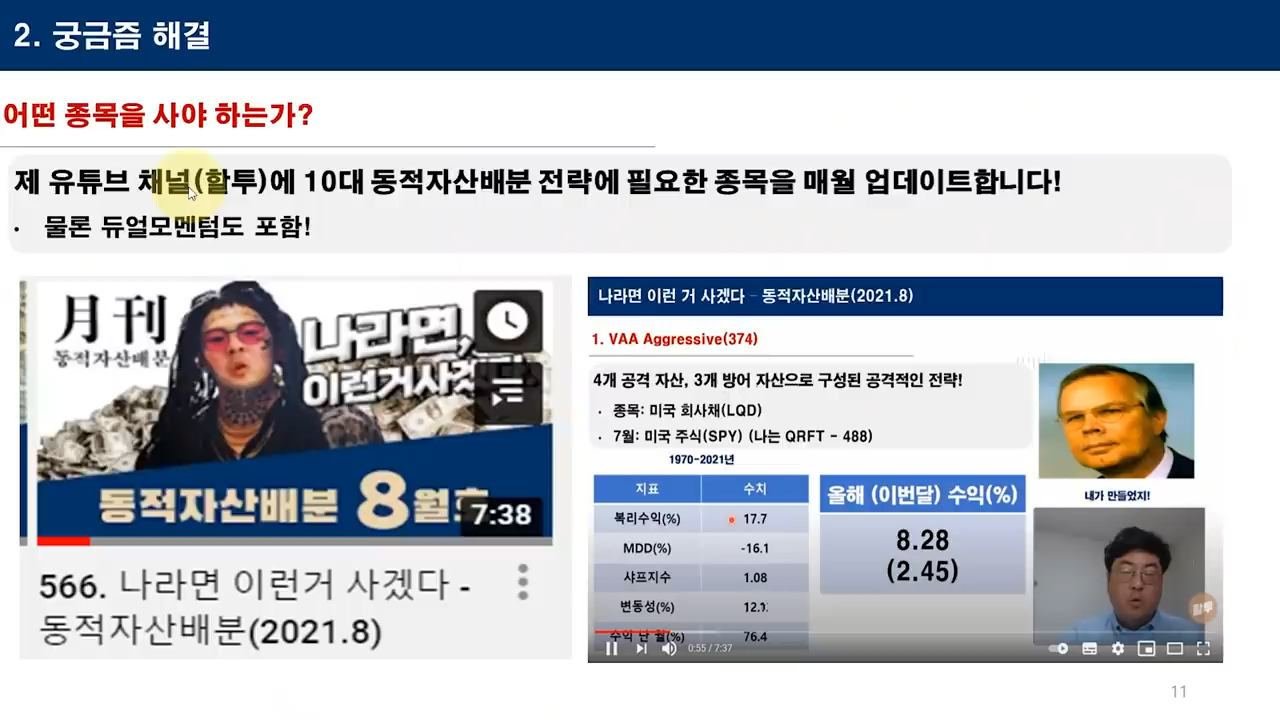 2. 궁금즘 해결
어떤 종목을 사야 하는가?
제 유튜브 채널(할투)에 10대 동적자산배분 전략에 필요한 종목을 매월 업데이트합니다!
• 물론 듀얼모멘텀도 포함!
月刊
동적자산배분
나라면,
이런거사겠
동적자산배분 8월호
7:38
566. 나라면 이런거 사겠다 -
동적자산배분(2021.8)
나라면 이런 거 사겠다 – 동적자산배분(2021.8)
1. VAA Aggressive(374)
4개 공격 자산, 3개 방어 자산으로 구성된 공격적인 전략!
• 종목: 미국 회사채(LQD)
• 7월: 미국 주식(SPY) (나는 QRFT – 488)
1970-2021년
지표 수치
복리수익(%) 17.7
MDD(%) -16.1
샤프지수 1.08
변동성(%)
수익 난 월(%) 76.4
올해 (이번달) 수익(%)
8.28
(2.45)
내가 만들었지!
할투
0:55 / 7:37
11